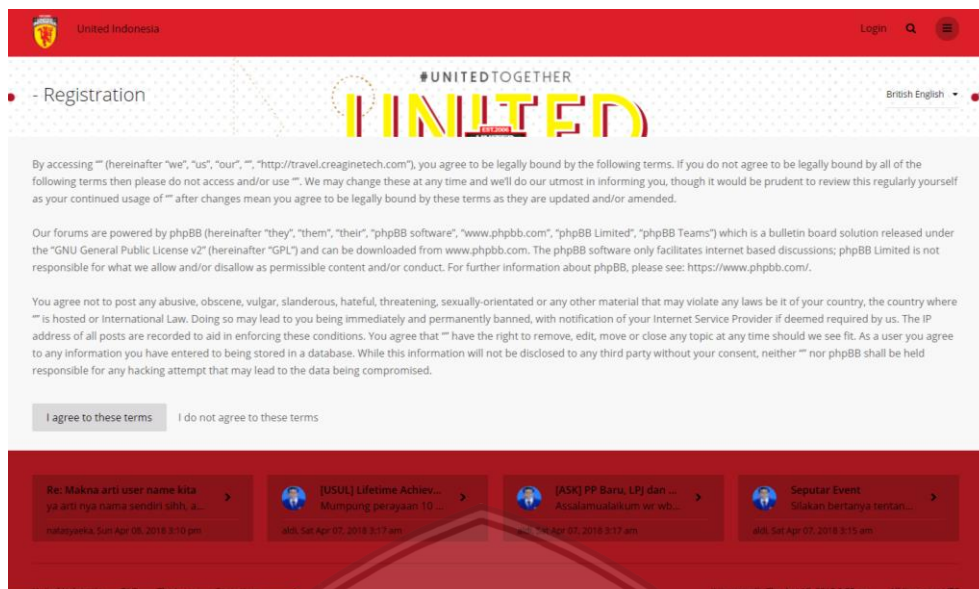 United Indonesia
Login
- Registration
#UNITEDTOGETHER
UNITED
EST.2006
British English
By accessing “” (hereinafter “we”, “us”, “our”, “”, “http://travel.creaginetech.com”), you agree to be legally bound by the following terms. If you do not agree to be legally bound by all of the
following terms then please do not access and/or use “”. We may change these at any time and we’ll do our utmost in informing you, though it would be prudent to review this regularly yourself
as your continued usage of “” after changes mean you agree to be legally bound by these terms as they are updated and/or amended.
Our forums are powered by phpBB (hereinafter “they”, “them”, “their”, “phpBB software”, “www.phpbb.com”, “phpBB Limited”, “phpBB Teams”) which is a bulletin board solution released under
the “GNU General Public License v2” (hereinafter “GPL”) and can be downloaded from www.phpbb.com. The phpBB software only facilitates internet based discussions; phpBB Limited is not
responsible for what we allow and/or disallow as permissible content and/or conduct. For further information about phpBB, please see: https://www.phpbb.com/.
You agree not to post any abusive, obscene, vulgar, slanderous, hateful, threatening, sexually-orientated or any other material that may violate any laws be it of your country, the country where
“” is hosted or International Law. Doing so may lead to you being immediately and permanently banned, with notification of your Internet Service Provider if deemed required by us. The IP
address of all posts are recorded to aid in enforcing these conditions. You agree that “” have the right to remove, edit, move or close any topic at any time should we see fit. As a user you agree
to any information you have entered to being stored in a database. While this information will not be disclosed to any third party without your consent, neither “” nor phpBB shall be held
responsible for any hacking attempt that may lead to the data being compromised.
I agree to these terms
I do not agree to these terms
Re: Makna arti user name kita
ya arti nya nama sendiri sihh, a...
natasyaeka, Sun Apr 08, 2018 3:10 pm
[USUL] Lifetime Achiev...
Mumpung perayaan 10 ...
aldi, Sat Apr 07, 2018 3:17 am
[ASK] PP Baru, LPJ dan ...
Assalamualaikum wr wb...
aldi, Sat Apr 07, 2018 3:17 am
Seputar Event
Silakan bertanya tentan...
aldi, Sat Apr 07, 2018 3:15 am